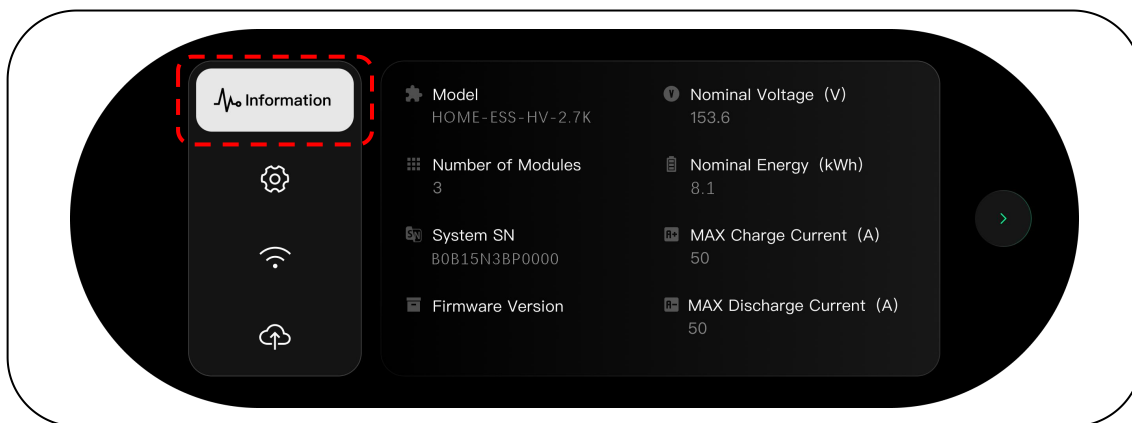 Information
Model
HOME-ESS-HV-2.7K
Number of Modules
3
System SN
B0B15N3BP0000
Firmware Version
Nominal Voltage (V)
153.6
Nominal Energy (kWh)
8.1
MAX Charge Current (A)
50
MAX Discharge Current (A)
50